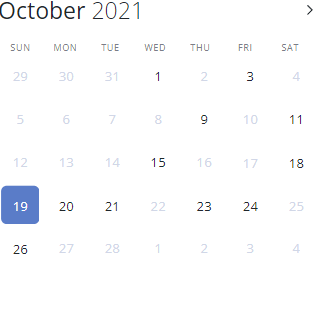 October 2021
SUN MON TUE WED THU FRI SAT
29 30 31 1 2 3 4
5 6 7 8 9 10 11
12 13 14 15 16 17 18
19 20 21 22 23 24 25
26 27 28 1 2 3 4